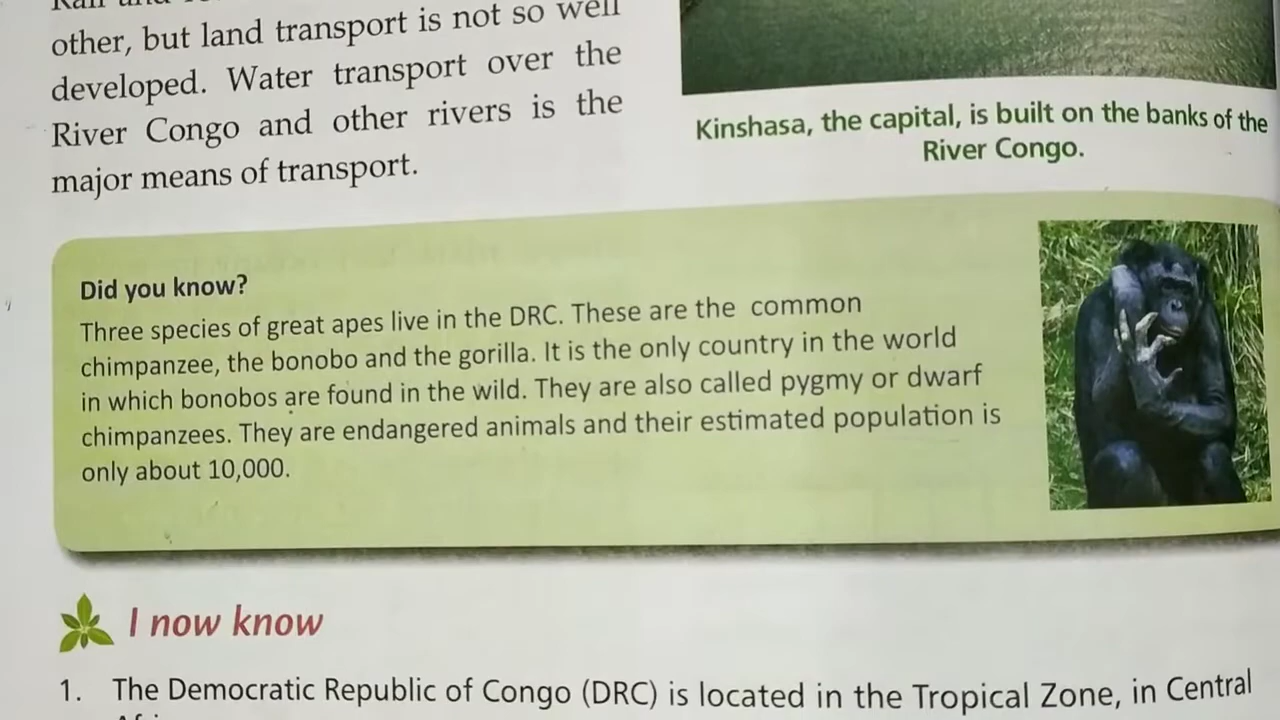 other, but land transport is not so well
developed. Water transport over the
River Congo and other rivers is the
major means of transport.
Kinshasa, the capital, is built on the banks of the
River Congo.
Did you know?
Three species of great apes live in the DRC. These are the common
chimpanzee, the bonobo and the gorilla. It is the only country in the world
in which bonobos are found in the wild. They are also called pygmy or dwarf
chimpanzees. They are endangered animals and their estimated population is
only about 10,000.
I now know
1. The Democratic Republic of Congo (DRC) is located in the Tropical Zone, in Central